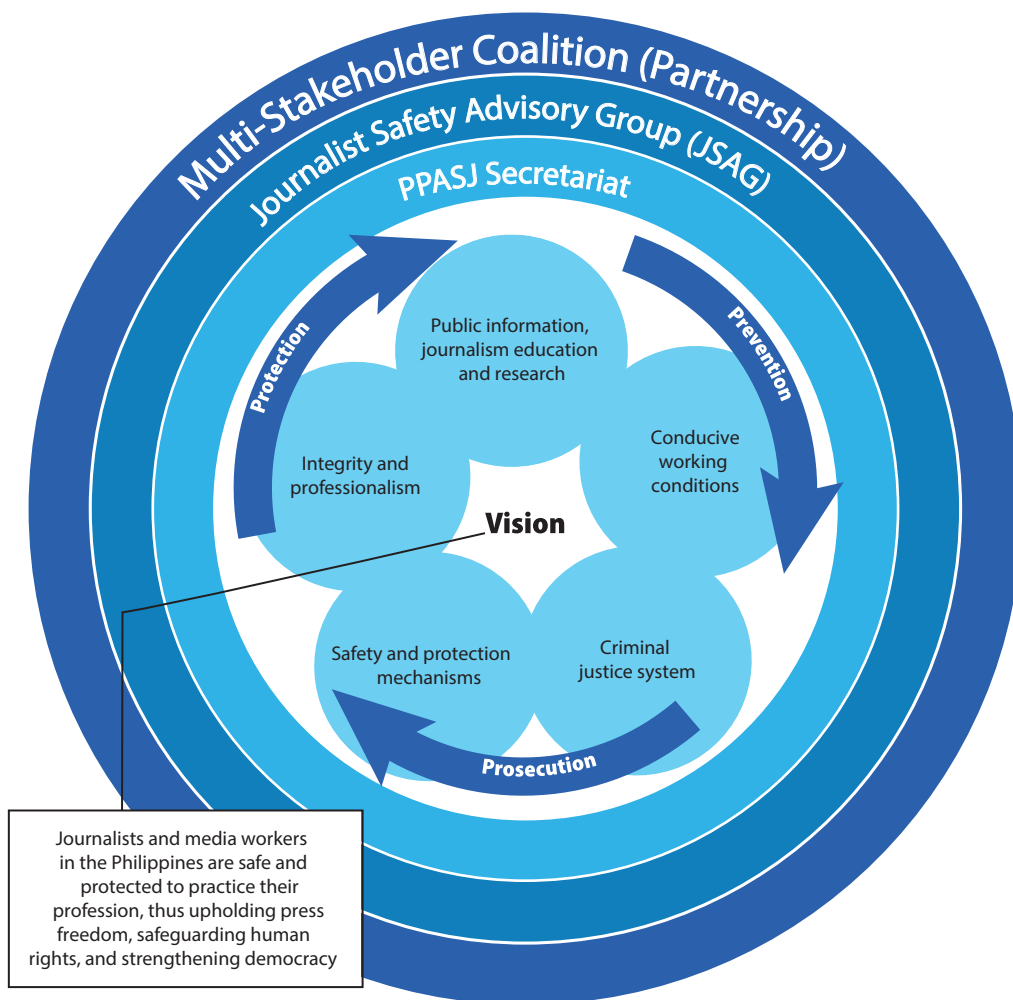 Multi-Stakeholder Coalition (Partnership)
Journalist Safety Advisory Group (JSAG)
PPASJ Secretariat
Protection
Prevention
Public information,
journalism education
and research
Integrity and
professionalism
Conducive
working
conditions
Vision
Safety and protection
mechanisms
Criminal
justice system
Prosecution
Journalists and media workers
in the Philippines are safe and
protected to practice their
profession, thus upholding press
freedom, safeguarding human
rights, and strengthening democracy